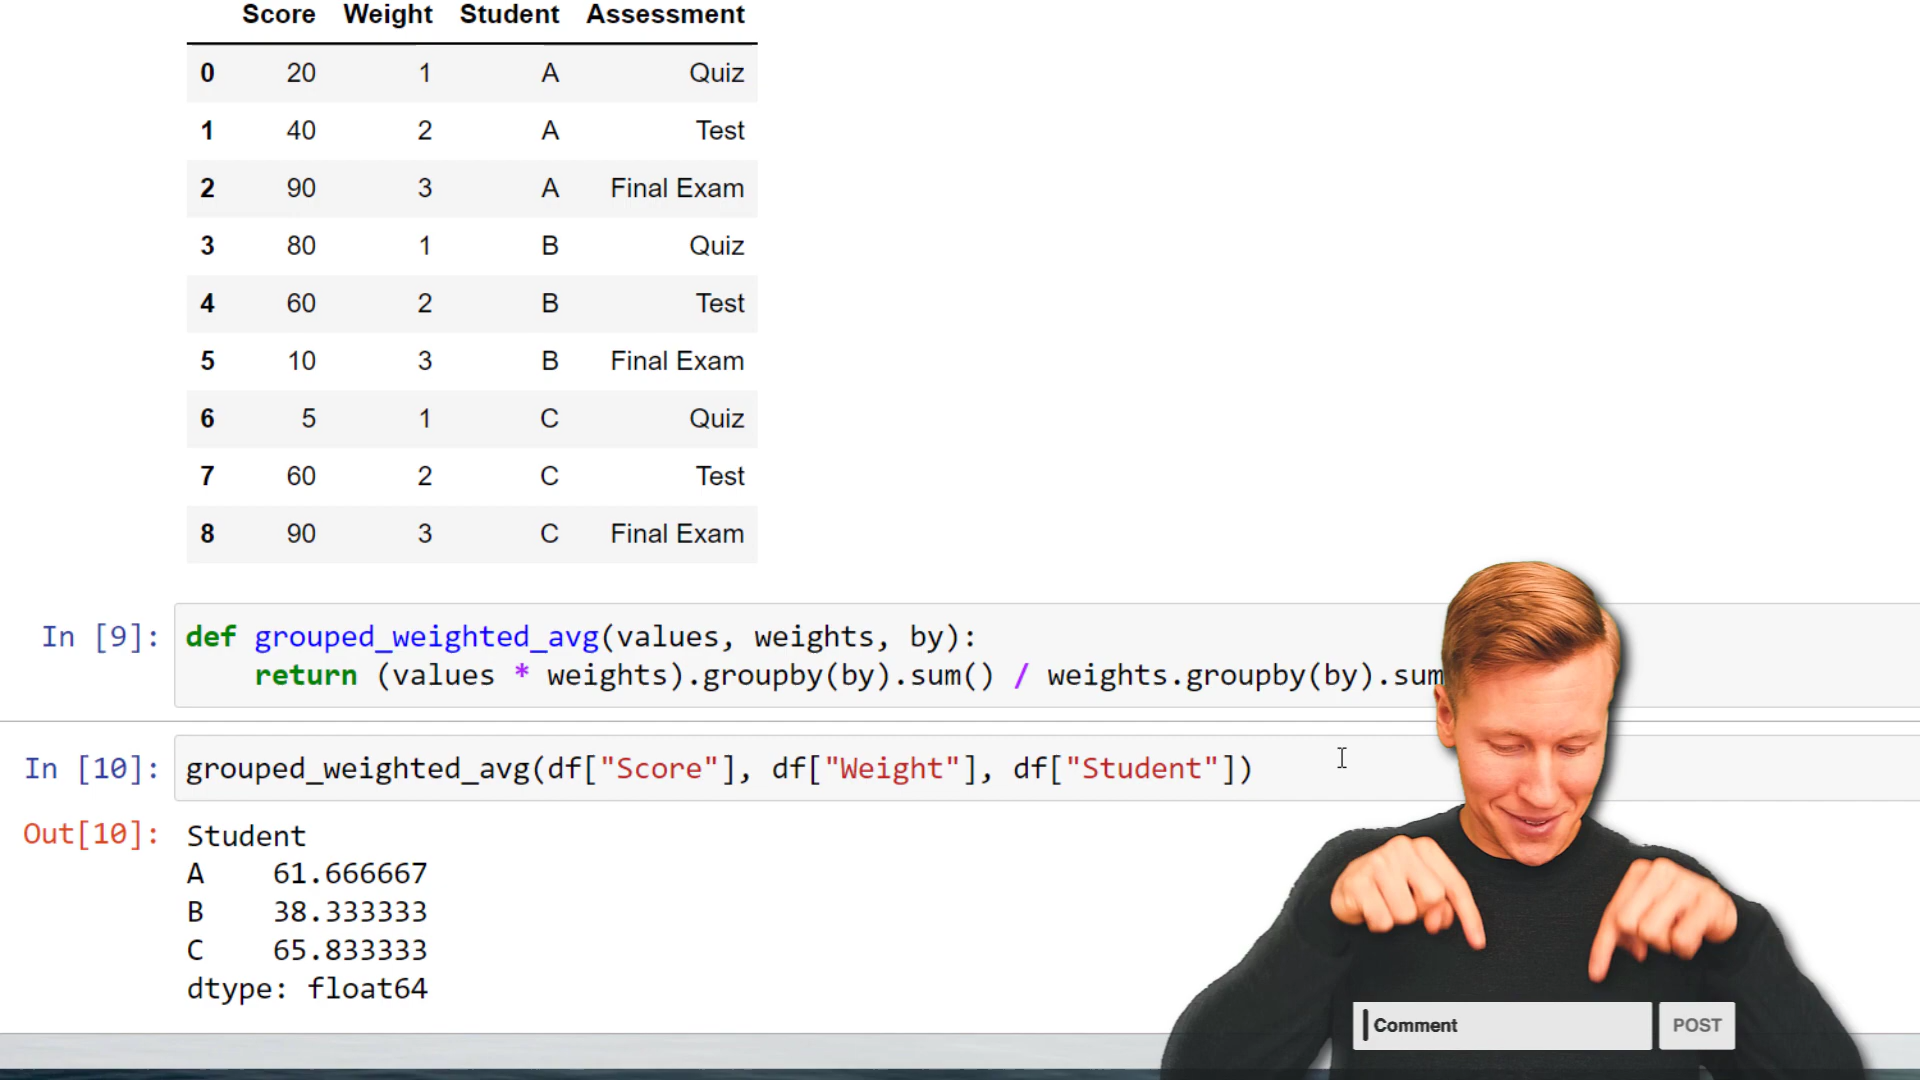 Score Weight Student Assessment
0 20 1 A Quiz
1 40 2 A Test
2 90 3 A Final Exam
3 80 1 B Quiz
4 60 2 B Test
5 10 3 B Final Exam
6 5 1 C Quiz
7 60 2 C Test
8 90 3 C Final Exam
In [9]: def grouped_weighted_avg(values, weights, by):
return (values * weights).groupby(by).sum() / weights.groupby(by).sum
In [10]: grouped_weighted_avg(df["Score"], df["Weight"], df["Student"])
Out[10]: Student
A 61.666667
B 38.333333
C 65.833333
dtype: float64
Comment POST